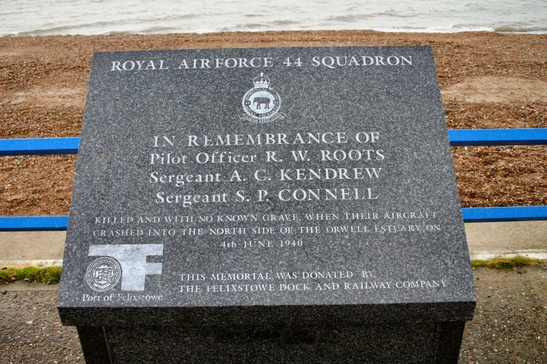 ROYAL AIRFORCE 44 SQUADRON
IN REMEMBRANCE OF
Pilot Officer R. W. ROOTS
Sergeant A. C. KENDREW
Sergeant S. P. CONNELL
KILLED AND WITH NO KNOWN GRAVE, WHEN THEIR AIRCRAFT
CRASHED INTO THE NORTH SIDE OF THE ORWELL ESTUARY ON
4th JUNE 1940
Port of Felixstowe
THIS MEMORIAL WAS DONATED BY
THE FELIXSTOWE DOCK AND RAILWAY COMPANY